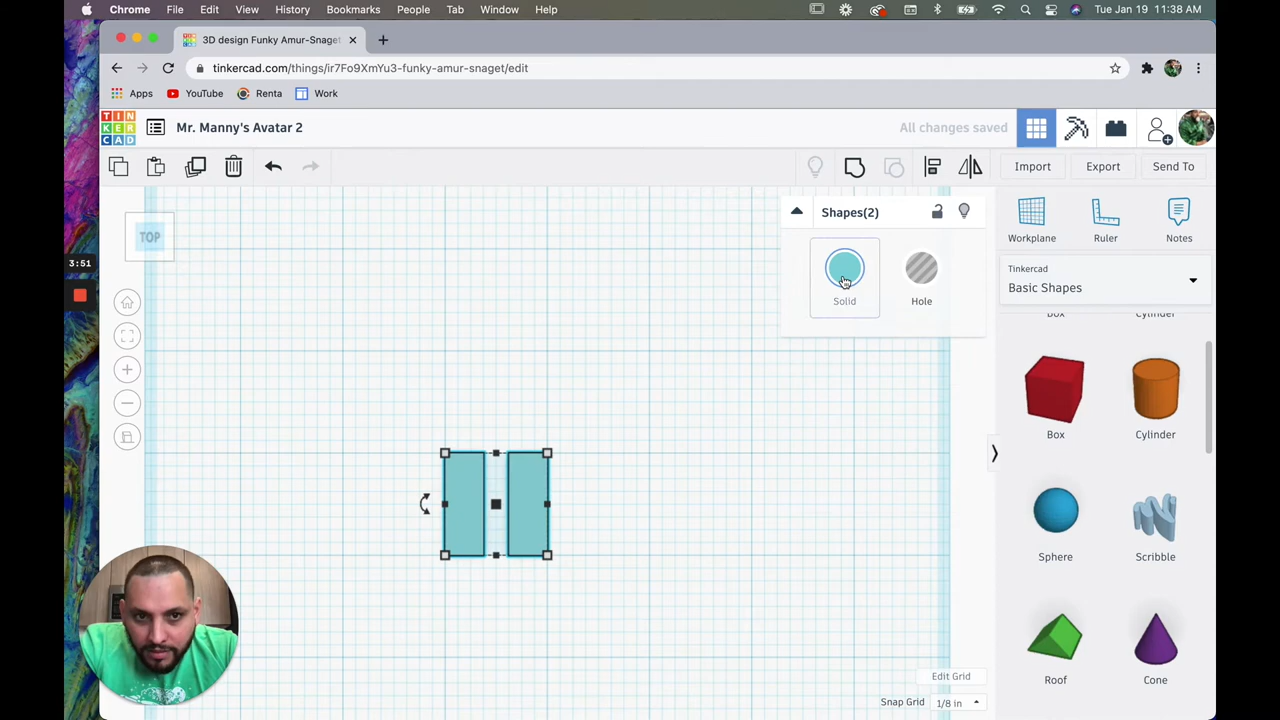 Chrome File Edit View History Bookmarks People Tab Window Help Tue Jan 19 11:38 AM
3D design Funky Amur-Snaget
tinkercad.com/things/ir7Fo9XmYu3-funky-amur-snaget/edit
Apps YouTube Renta Work
TIN
KER
CAD
Mr. Manny's Avatar 2
All changes saved
Import Export Send To
Shapes(2)
Solid Hole
Workplane Ruler Notes
Tinkercad
Basic Shapes
TOP
3:51
Box Cylinder
Box Cylinder
Sphere Scribble
Roof Cone
Edit Grid
Snap Grid 1/8 in